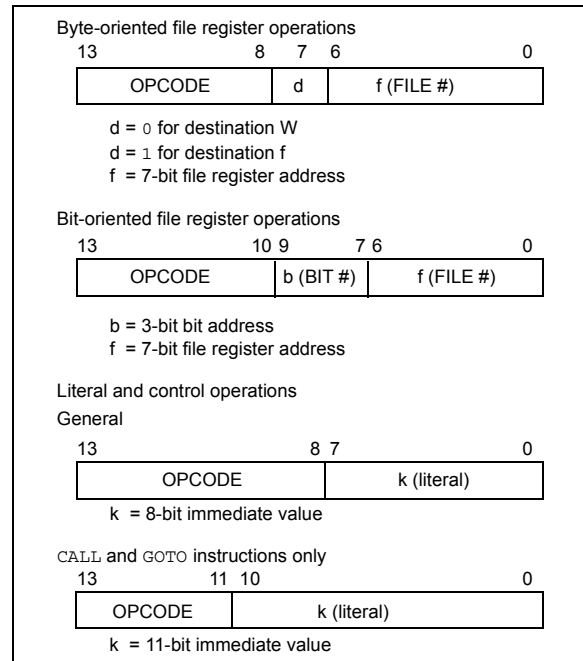 Byte-oriented file register operations
13 8 7 6 0
OPCODE d f (FILE #)
d = 0 for destination W
d = 1 for destination f
f = 7-bit file register address
Bit-oriented file register operations
13 10 9 7 6 0
OPCODE b (BIT #) f (FILE #)
b = 3-bit bit address
f = 7-bit file register address
Literal and control operations
General
13 8 7 0
OPCODE k (literal)
k = 8-bit immediate value
CALL and GOTO instructions only
13 11 10 0
OPCODE k (literal)
k = 11-bit immediate value